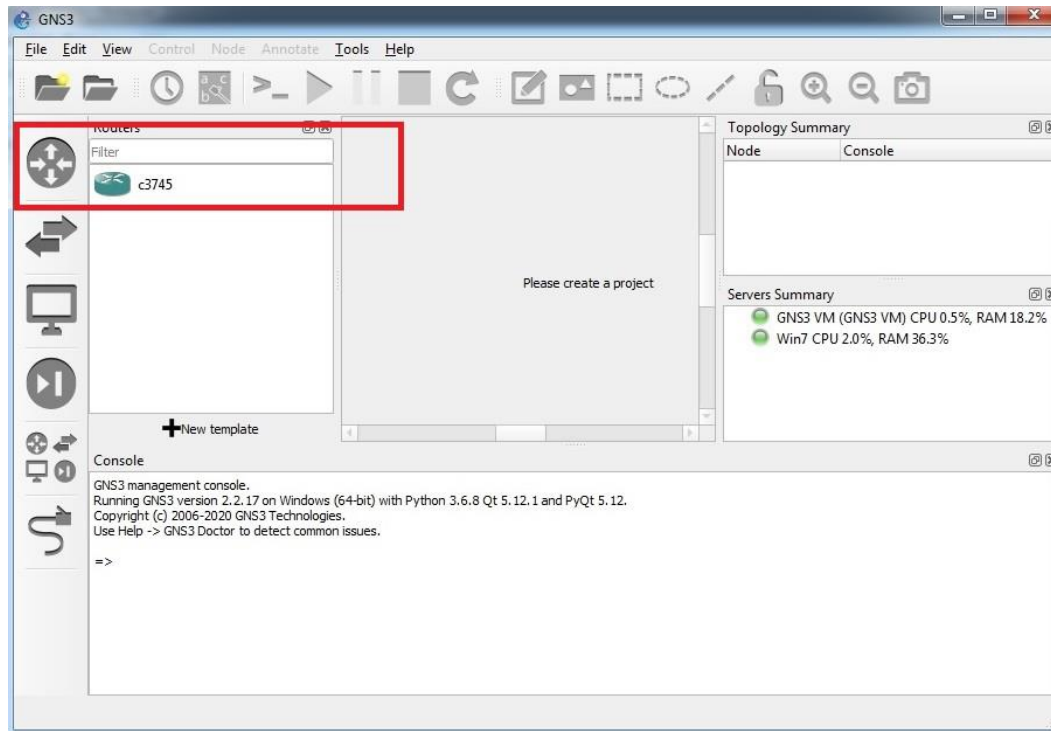 GNS3
File Edit View Control Node Annotate Tools Help
Routers
Filter
c3745
New template
Please create a project
Topology Summary
Node Console
Servers Summary
GNS3 VM (GNS3 VM) CPU 0.5%, RAM 18.2%
Win7 CPU 2.0%, RAM 36.3%
Console
GNS3 management console.
Running GNS3 version 2.2.17 on Windows (64-bit) with Python 3.6.8 Qt 5.12.1 and PyQt 5.12.
Copyright (c) 2006-2020 GNS3 Technologies.
Use Help -> GNS3 Doctor to detect common issues.
=>